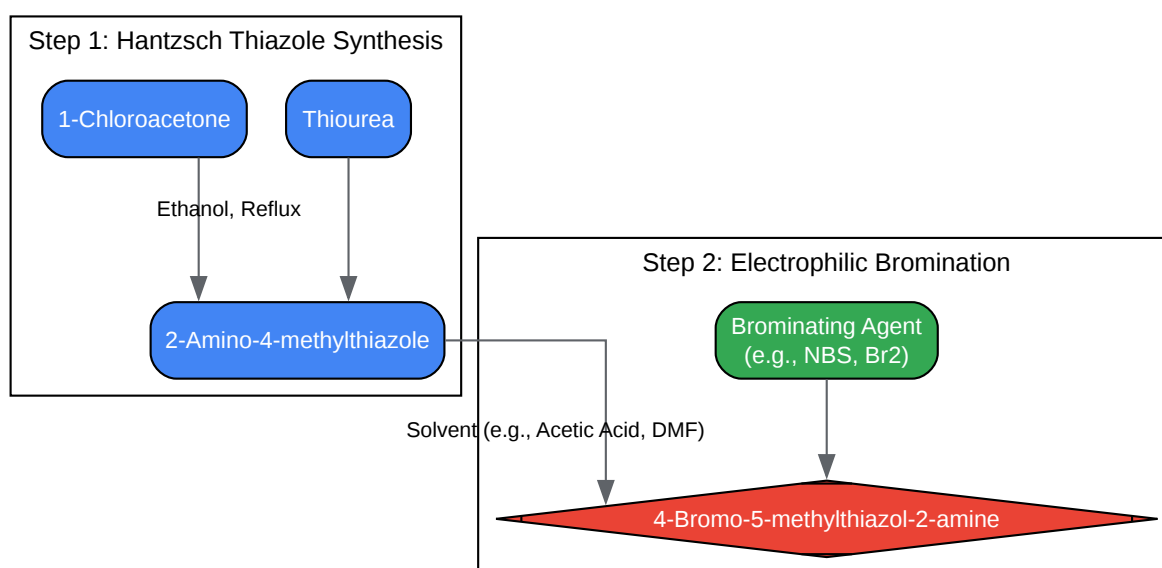 Step 1: Hantzsch Thiazole Synthesis
1-Chloroacetone
Thiourea
Ethanol, Reflux
2-Amino-4-methylthiazole
Step 2: Electrophilic Bromination
Brominating Agent
(e.g., NBS, Br2)
Solvent (e.g., Acetic Acid, DMF)
4-Bromo-5-methylthiazol-2-amine